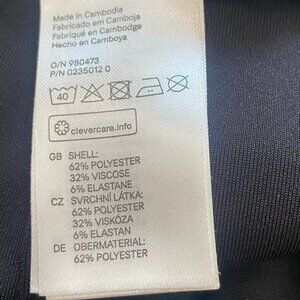 Made in Cambodia
Fabricado em Camboja
Fabriqué en Cambodge
Hecho en Camboya
O/N 980473
P/N 0235012 0
40
clevercare.info
GB SHELL:
62% POLYESTER
32% VISCOSE
6% ELASTANE
CZ SVRCHNÍ LÁTKA:
62% POLYESTER
32% VISKÓZA
6% ELASTAN
DE OBERMATERIAL:
62% POLYESTER